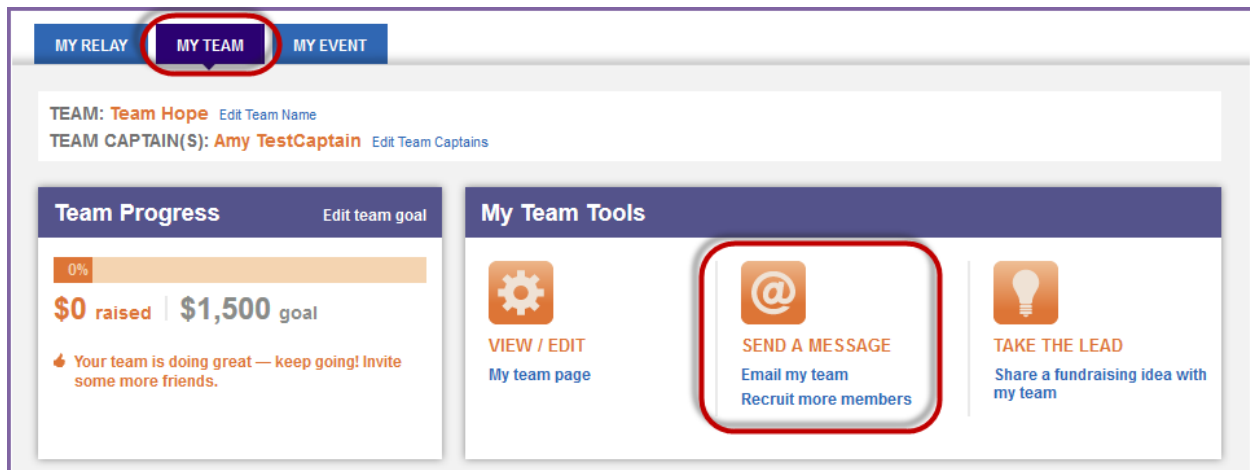 MY RELAY MY TEAM MY EVENT
TEAM: Team Hope Edit Team Name
TEAM CAPTAIN(S): Amy TestCaptain Edit Team Captains
Team Progress Edit team goal
0%
$0 raised $1,500 goal
Your team is doing great — keep going! Invite
some more friends.
My Team Tools
VIEW / EDIT
My team page
@
SEND A MESSAGE
Email my team
Recruit more members
TAKE THE LEAD
Share a fundraising idea with
my team